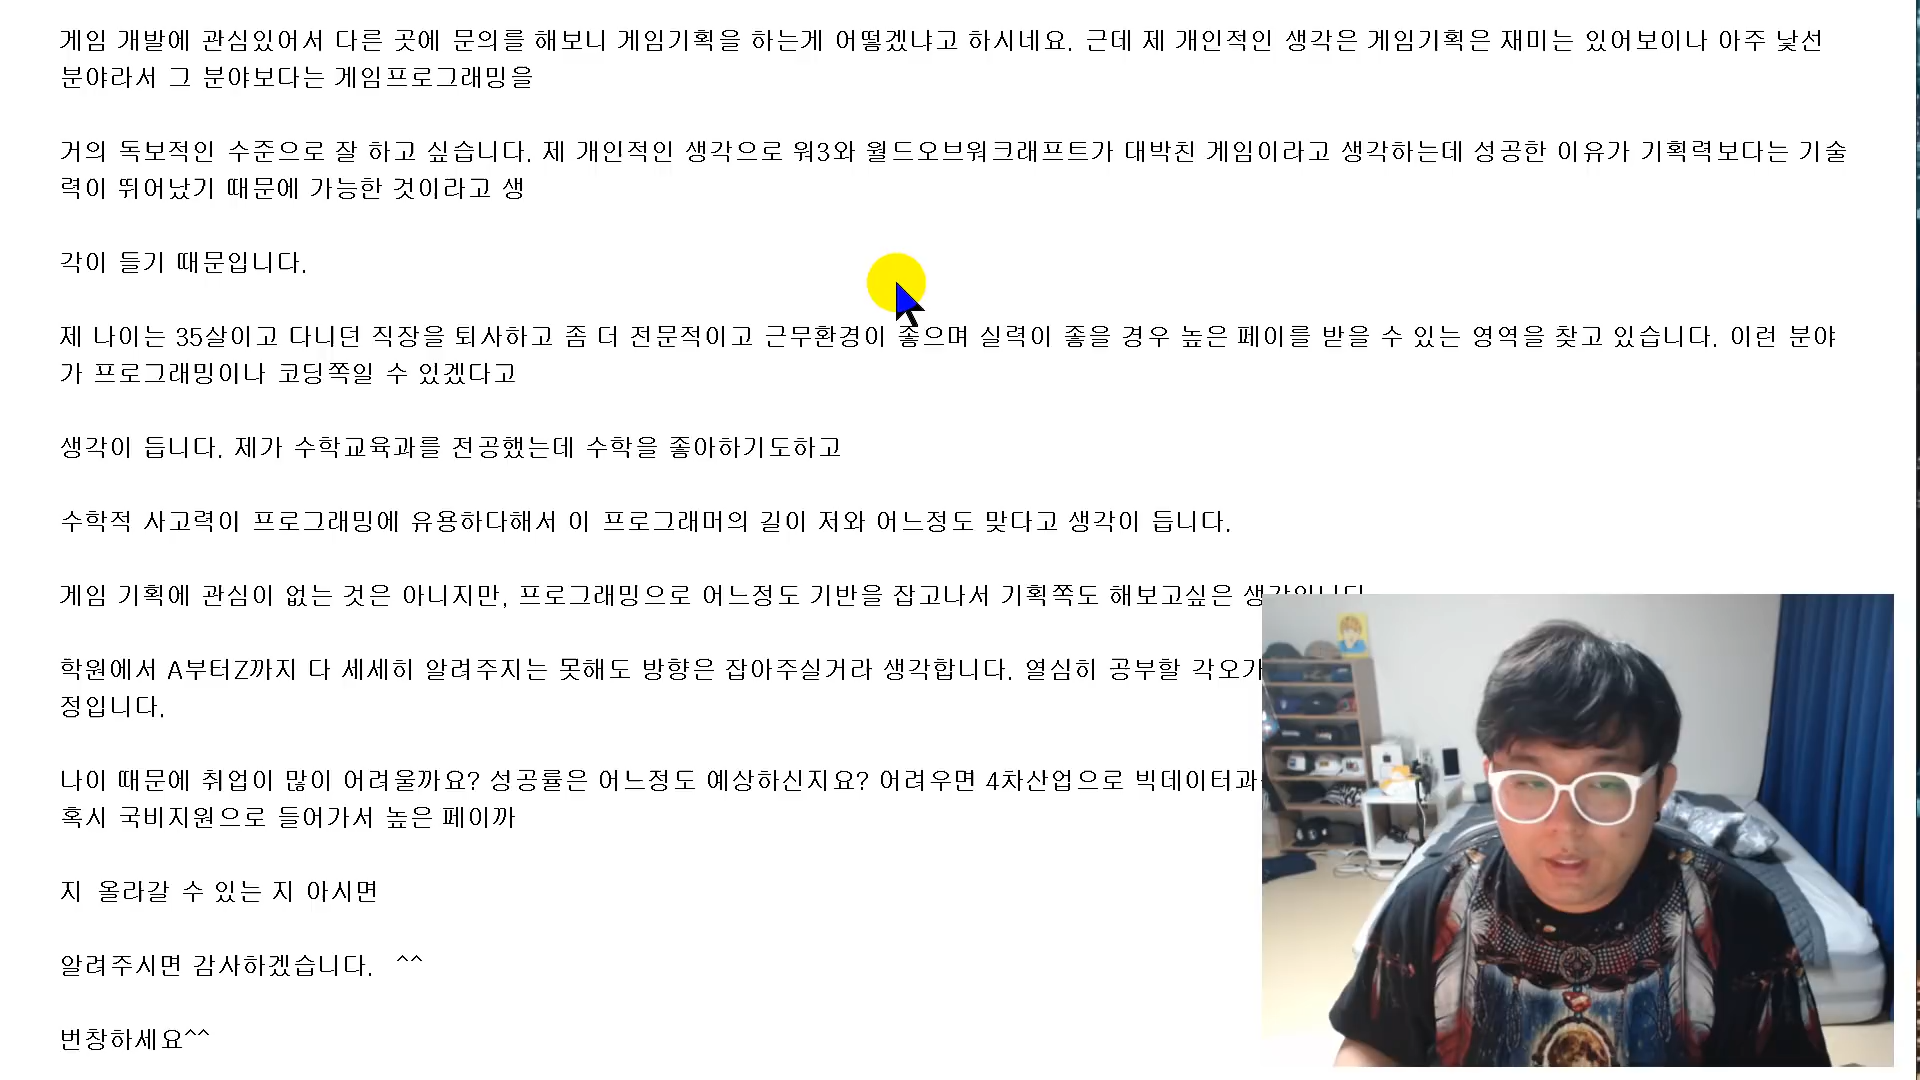 게임 개발에 관심있어서 다른 곳에 문의를 해보니 게임기획을 하는게 어떻겠냐고 하시네요. 근데 제 개인적인 생각은 게임기획은 재미는 있어보이나 아주 낯선
분야라서 그 분야보다는 게임프로그래밍을
거의 독보적인 수준으로 잘 하고 싶습니다. 제 개인적인 생각으로 워3와 월드오브워크래프트가 대박친 게임이라고 생각하는데 성공한 이유가 기획력보다는 기술
력이 뛰어났기 때문에 가능한 것이라고 생
각이 들기 때문입니다.
제 나이는 35살이고 다니던 직장을 퇴사하고 좀 더 전문적이고 근무환경이 좋으며 실력이 좋을 경우 높은 페이를 받을 수 있는 영역을 찾고 있습니다. 이런 분야
가 프로그래밍이나 코딩쪽일 수 있겠다고
생각이 듭니다. 제가 수학교육과를 전공했는데 수학을 좋아하기도하고
수학적 사고력이 프로그래밍에 유용하다해서 이 프로그래머의 길이 저와 어느정도 맞다고 생각이 듭니다.
게임 기획에 관심이 없는 것은 아니지만, 프로그래밍으로 어느정도 기반을 잡고나서 기획쪽도 해보고싶은 생각입니다
학원에서 A부터Z까지 다 세세히 알려주지는 못해도 방향은 잡아주실거라 생각합니다. 열심히 공부할 각오가
정입니다.
나이 때문에 취업이 많이 어려울까요? 성공률은 어느정도 예상하신지요? 어려우면 4차산업으로 빅데이터과
혹시 국비지원으로 들어가서 높은 페이까
지 올라갈 수 있는 지 아시면
알려주시면 감사하겠습니다. ^^
번창하세요^^